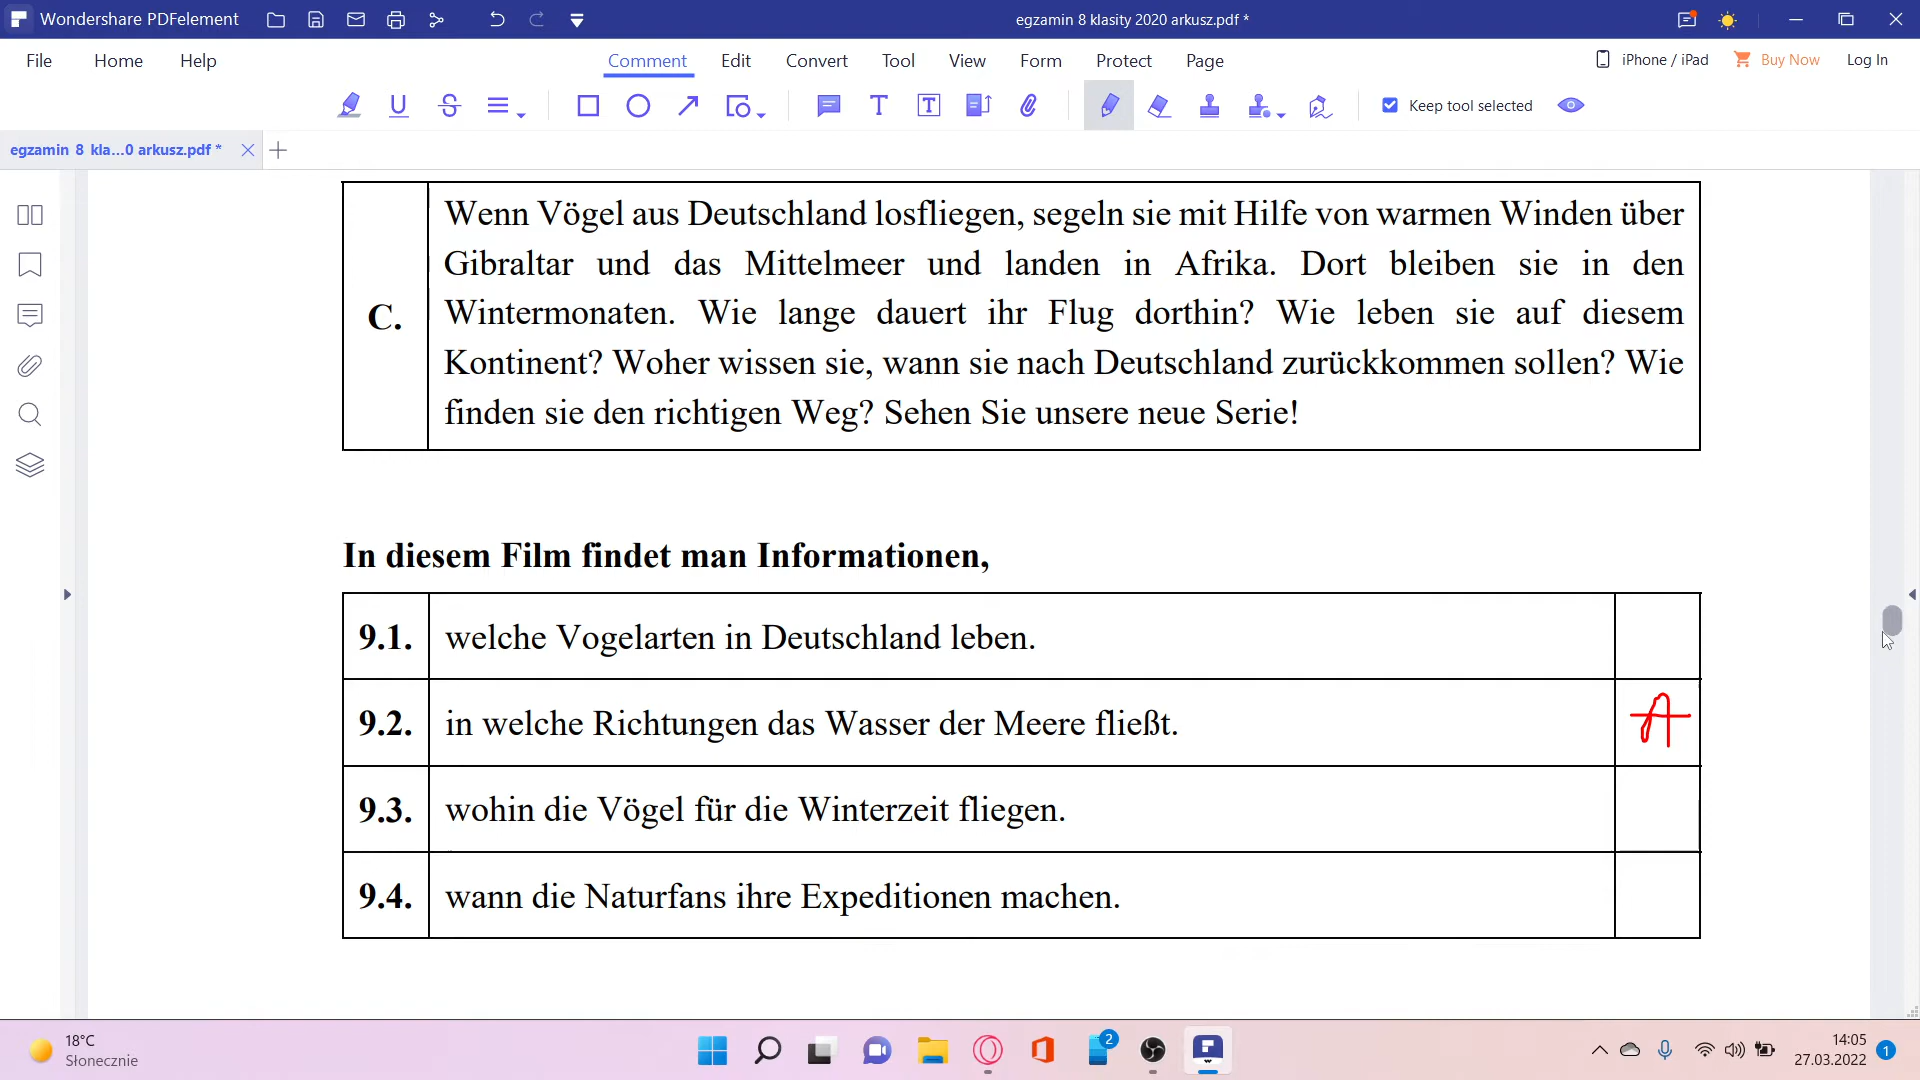 Wondershare PDFelement
egzamin 8 klasity 2020 arkusz.pdf *
File Home Help Comment Edit Convert Tool View Form Protect Page iPhone / iPad Buy Now Log In
Keep tool selected
egzamin 8 kla...0 arkusz.pdf *
C.
Wenn Vögel aus Deutschland losfliegen, segeln sie mit Hilfe von warmen Winden über
Gibraltar und das Mittelmeer und landen in Afrika. Dort bleiben sie in den
Wintermonaten. Wie lange dauert ihr Flug dorthin? Wie leben sie auf diesem
Kontinent? Woher wissen sie, wann sie nach Deutschland zurückkommen sollen? Wie
finden sie den richtigen Weg? Sehen Sie unsere neue Serie!
In diesem Film findet man Informationen,
9.1. welche Vogelarten in Deutschland leben.
9.2. in welche Richtungen das Wasser der Meere fließt. A
9.3. wohin die Vögel für die Winterzeit fliegen.
9.4. wann die Naturfans ihre Expeditionen machen.
18°C
Słonecznie
2
14:05
27.03.2022
1